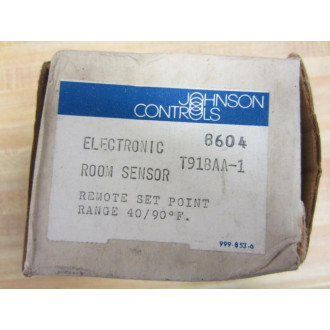 JOHNSON
CONTROLS
ELECTRONIC 8604
ROOM SENSOR T918AA-1
REMOTE SET POINT
RANGE 40/90°F.
999-853-6